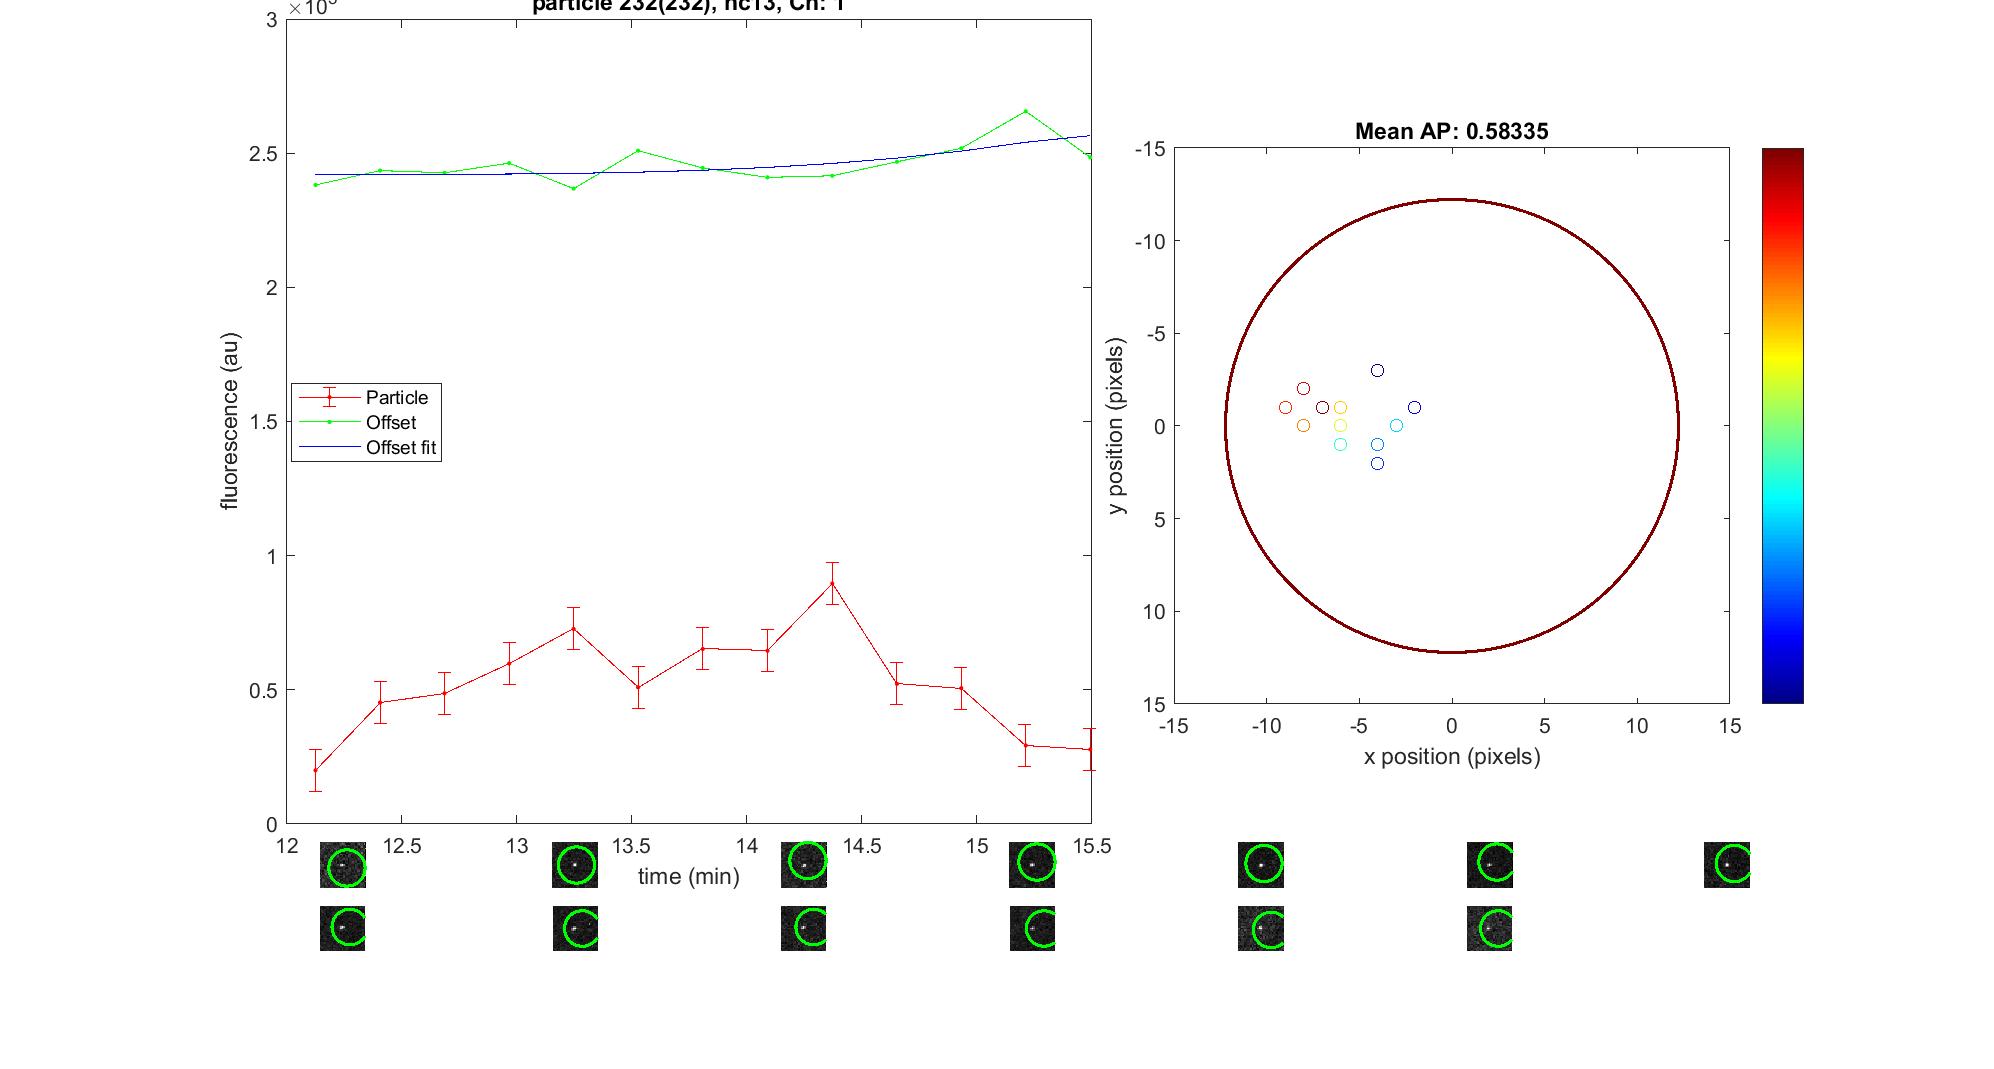 particle 232(232), nc13, Ch: 1
3
2.5
2
1.5
1
0.5
0
fluorescence (au)
Particle
Offset
Offset fit
12 12.5 13 13.5 14 14.5 15 15.5
time (min)
Mean AP: 0.58335
-15
-10
-5
0
5
10
15
y position (pixels)
-15 -10 -5 0 5 10 15
x position (pixels)